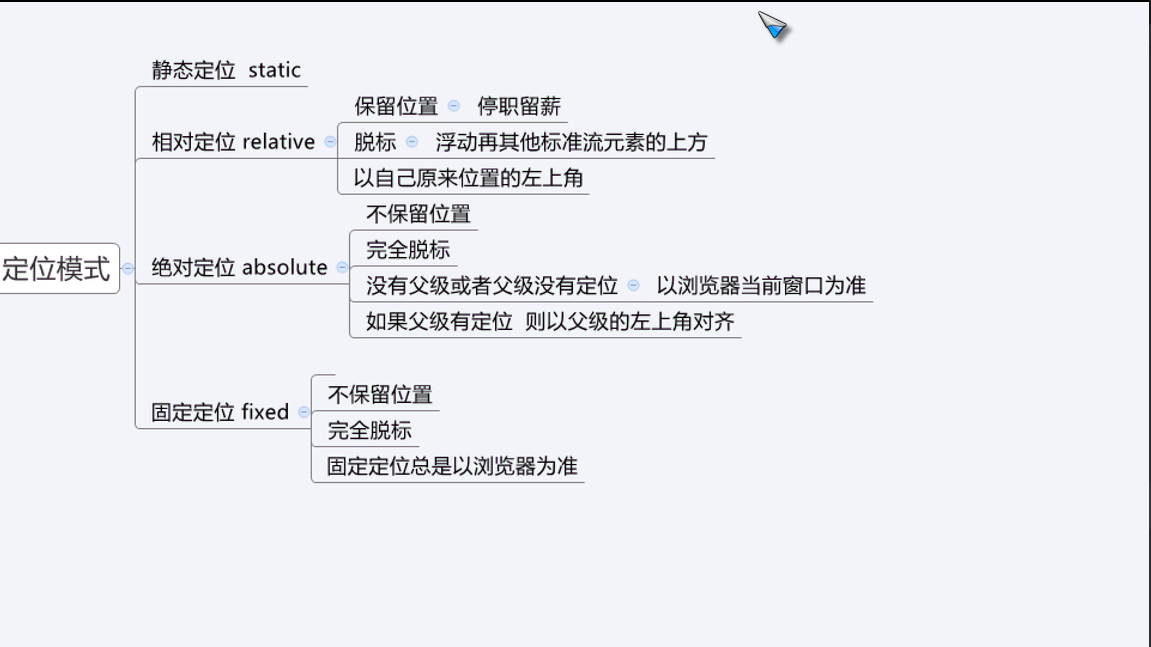 静态定位 static
保留位置 停职留薪
相对定位 relative 脱标 浮动再其他标准流元素的上方
以自己原来位置的左上角
不保留位置
完全脱标
定位模式 绝对定位 absolute
没有父级或者父级没有定位 以浏览器当前窗口为准
如果父级有定位 则以父级的左上角对齐
不保留位置
固定定位 fixed
完全脱标
固定定位总是以浏览器为准